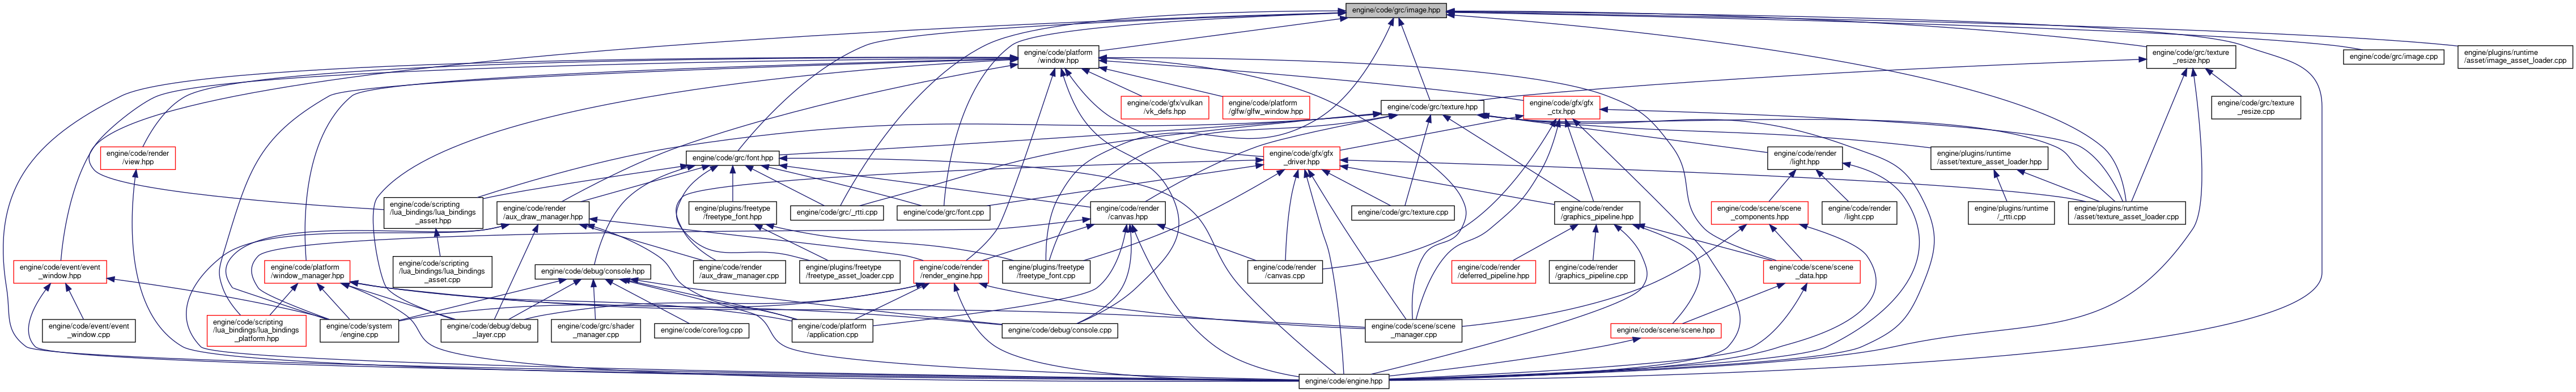 engine/code/grc/image.hpp
engine/code/platform
/window.hpp
engine/code/grc/texture
_resize.hpp
engine/code/grc/image.cpp
engine/plugins/runtime
/asset/image_asset_loader.cpp
engine/code/gfx/vulkan
/vk_defs.hpp
engine/code/platform
/glfw/glfw_window.hpp
engine/code/grc/texture.hpp
engine/code/gfx/gfx
_ctx.hpp
engine/code/grc/texture
_resize.cpp
engine/code/render
/view.hpp
engine/code/grc/font.hpp
engine/code/gfx/gfx
_driver.hpp
engine/code/render
/light.hpp
engine/plugins/runtime
/asset/texture_asset_loader.hpp
engine/code/scripting
/lua_bindings/lua_bindings
_asset.hpp
engine/code/render
/aux_draw_manager.hpp
engine/plugins/freetype
/freetype_font.hpp
engine/code/grc/_rtti.cpp
engine/code/grc/font.cpp
engine/code/render
/canvas.hpp
engine/code/grc/texture.cpp
engine/code/render
/graphics_pipeline.hpp
engine/code/scene/scene
_components.hpp
engine/code/render
/light.cpp
engine/plugins/runtime
/_rtti.cpp
engine/plugins/runtime
/asset/texture_asset_loader.cpp
engine/code/event/event
_window.hpp
engine/code/platform
/window_manager.hpp
engine/code/scripting
/lua_bindings/lua_bindings
_asset.cpp
engine/code/debug/console.hpp
engine/code/render
/aux_draw_manager.cpp
engine/plugins/freetype
/freetype_asset_loader.cpp
engine/code/render
/render_engine.hpp
engine/plugins/freetype
/freetype_font.cpp
engine/code/render
/canvas.cpp
engine/code/render
/deferred_pipeline.hpp
engine/code/render
/graphics_pipeline.cpp
engine/code/scene/scene
_data.hpp
engine/code/event/event
_window.cpp
engine/code/scripting
/lua_bindings/lua_bindings
_platform.hpp
engine/code/system
/engine.cpp
engine/code/debug/debug
_layer.cpp
engine/code/grc/shader
_manager.cpp
engine/code/core/log.cpp
engine/code/platform
/application.cpp
engine/code/debug/console.cpp
engine/code/scene/scene
_manager.cpp
engine/code/scene/scene.hpp
engine/code/engine.hpp